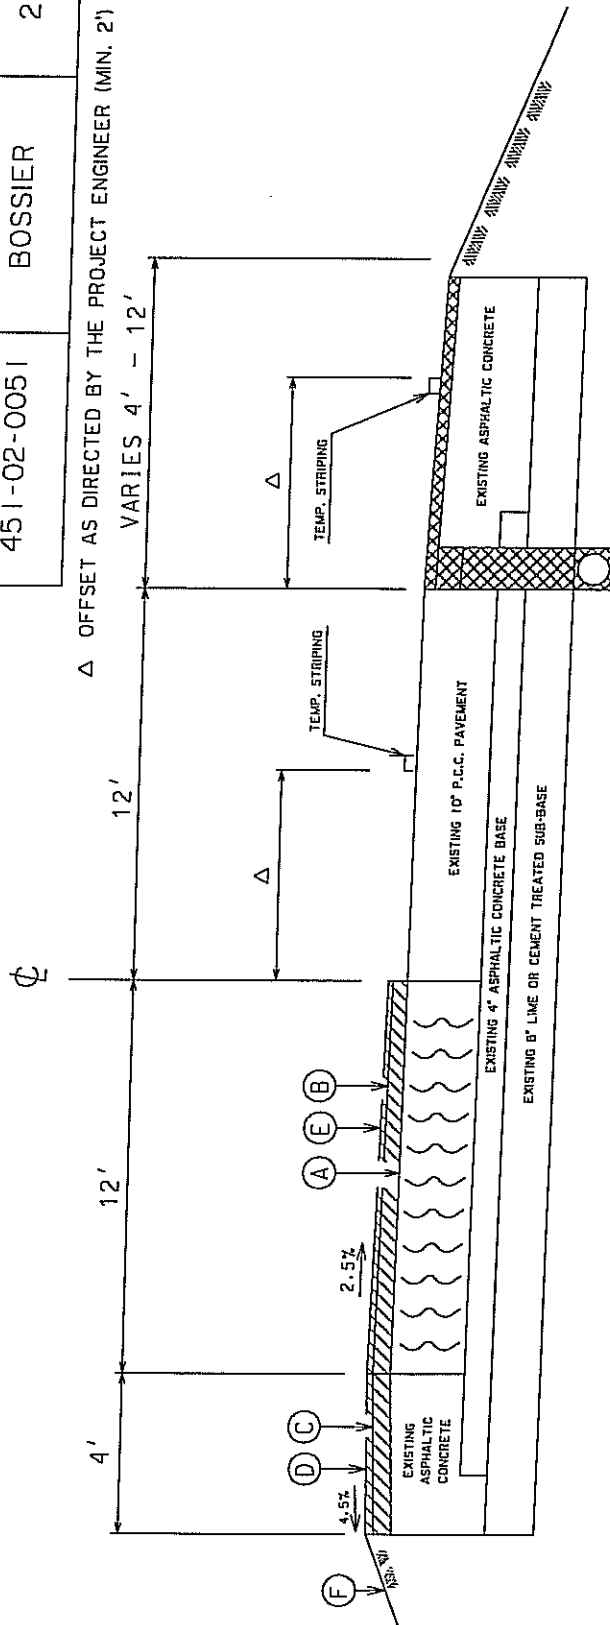 451-02-0051
BOSSIER
2
Δ OFFSET AS DIRECTED BY THE PROJECT ENGINEER (MIN. 2')
VARIES 4' - 12'
12'
℄
12'
4'
Δ
Δ
TEMP. STRIPING
TEMP. STRIPING
4.5%
2.5%
F
D
C
A
E
B
EXISTING
ASPHALTIC
CONCRETE
EXISTING 10" P.C.C. PAVEMENT
EXISTING ASPHALTIC CONCRETE
EXISTING 4" ASPHALTIC CONCRETE BASE
EXISTING 8" LIME OR CEMENT TREATED SUB-BASE